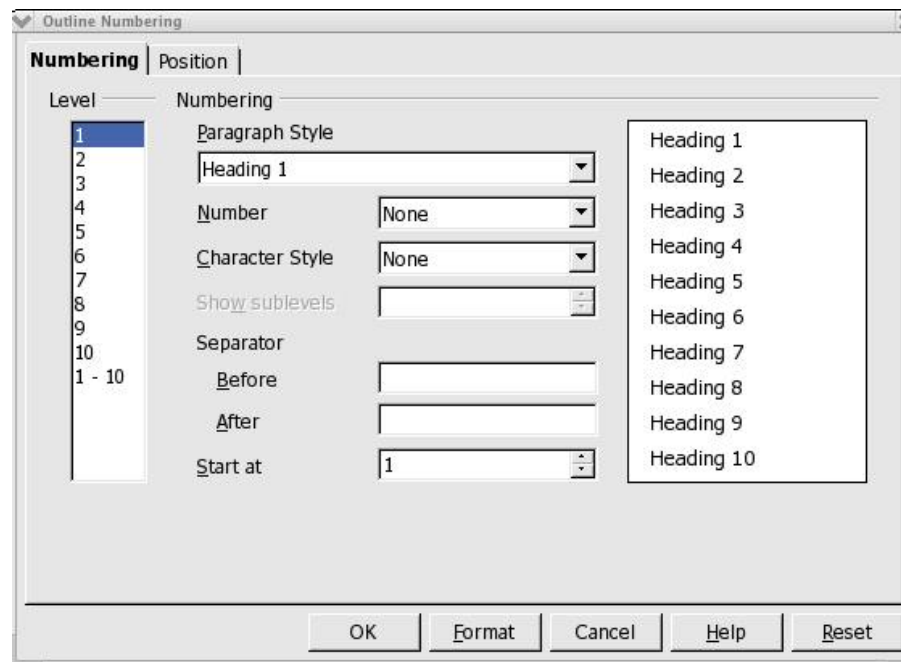 Outline Numbering
Numbering Position
Level Numbering
1
2
3
4
5
6
7
8
9
10
1 - 10
Paragraph Style
Heading 1
Number None
Character Style None
Show sublevels
Separator
Before
After
Start at 1
Heading 1
Heading 2
Heading 3
Heading 4
Heading 5
Heading 6
Heading 7
Heading 8
Heading 9
Heading 10
OK Format Cancel Help Reset